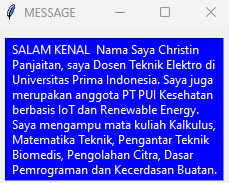 MESSAGE
SALAM KENAL  Nama Saya Christin
Panjaitan, saya Dosen Teknik Elektro di
Universitas Prima Indonesia. Saya juga
merupakan anggota PT PUI Kesehatan
berbasis IoT dan Renewable Energy.
Saya mengampu mata kuliah Kalkulus,
Matematika Teknik, Pengantar Teknik
Biomedis, Pengolahan Citra, Dasar
Pemrograman dan Kecerdasan Buatan.